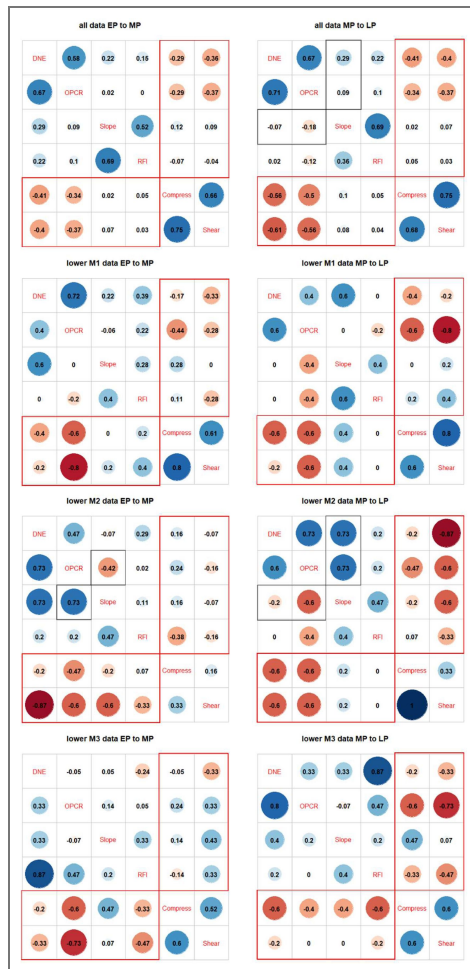 all data EP to MP
DNE 0.58 0.22 0.15 -0.29 -0.36
0.67 OPCR 0.02 0 -0.29 -0.37
0.29 0.09 Slope 0.52 0.12 0.09
0.22 0.1 0.69 RFI -0.07 -0.04
-0.41 -0.34 0.02 0.05 Compress 0.66
-0.4 -0.37 0.07 0.03 0.75 Shear
all data MP to LP
DNE 0.67 0.29 0.22 -0.41 -0.4
0.71 OPCR 0.09 0.1 -0.34 -0.37
-0.07 -0.18 Slope 0.69 0.02 0.07
0.02 -0.12 0.36 RFI 0.05 0.03
-0.56 -0.5 0.1 0.05 Compress 0.75
-0.61 -0.56 0.08 0.04 0.68 Shear
lower M1 data EP to MP
DNE 0.72 0.22 0.39 -0.17 -0.33
0.4 OPCR -0.06 0.22 -0.44 -0.28
0.6 0 Slope 0.28 0.28 0
0 -0.2 0.4 RFI 0.11 -0.28
-0.4 -0.6 0 0.2 Compress 0.61
-0.2 -0.8 0.2 0.4 0.8 Shear
lower M1 data MP to LP
DNE 0.4 0.6 0 -0.4 -0.2
0.6 OPCR 0 -0.2 -0.6 -0.8
0 -0.4 Slope 0.4 0 0.2
0 -0.4 0.6 RFI 0.2 0.4
-0.6 -0.6 0.4 0 Compress 0.8
-0.2 -0.6 0.4 0 0.6 Shear
lower M2 data EP to MP
DNE 0.47 -0.07 0.29 0.16 -0.07
0.73 OPCR -0.42 0.02 0.24 -0.16
0.73 0.73 Slope 0.11 0.16 -0.07
0.2 0.2 0.47 RFI -0.38 -0.16
-0.2 -0.47 -0.2 0.07 Compress 0.16
-0.87 -0.6 -0.6 -0.33 0.33 Shear
lower M2 data MP to LP
DNE 0.73 0.73 0.2 -0.2 -0.87
0.6 OPCR 0.73 0.2 -0.47 -0.6
-0.2 -0.6 Slope 0.47 -0.2 -0.6
0 -0.4 0.4 RFI 0.07 -0.33
-0.6 -0.6 0.2 0 Compress 0.33
-0.6 -0.6 0.2 0 1 Shear
lower M3 data EP to MP
DNE -0.05 0.05 -0.24 -0.05 -0.33
0.33 OPCR 0.14 0.05 0.24 0.33
0.33 -0.07 Slope 0.33 0.14 0.43
0.87 0.47 0.2 RFI -0.14 0.33
-0.2 -0.6 0.47 -0.33 Compress 0.52
-0.33 -0.73 0.07 -0.47 0.6 Shear
lower M3 data MP to LP
DNE 0.33 0.33 0.87 -0.2 -0.33
0.8 OPCR -0.07 0.47 -0.6 -0.73
0.4 0.2 Slope 0.2 0.47 0.07
0.2 0 0.4 RFI -0.33 -0.47
-0.6 -0.4 -0.4 -0.6 Compress 0.6
-0.2 0 0 -0.2 0.6 Shear